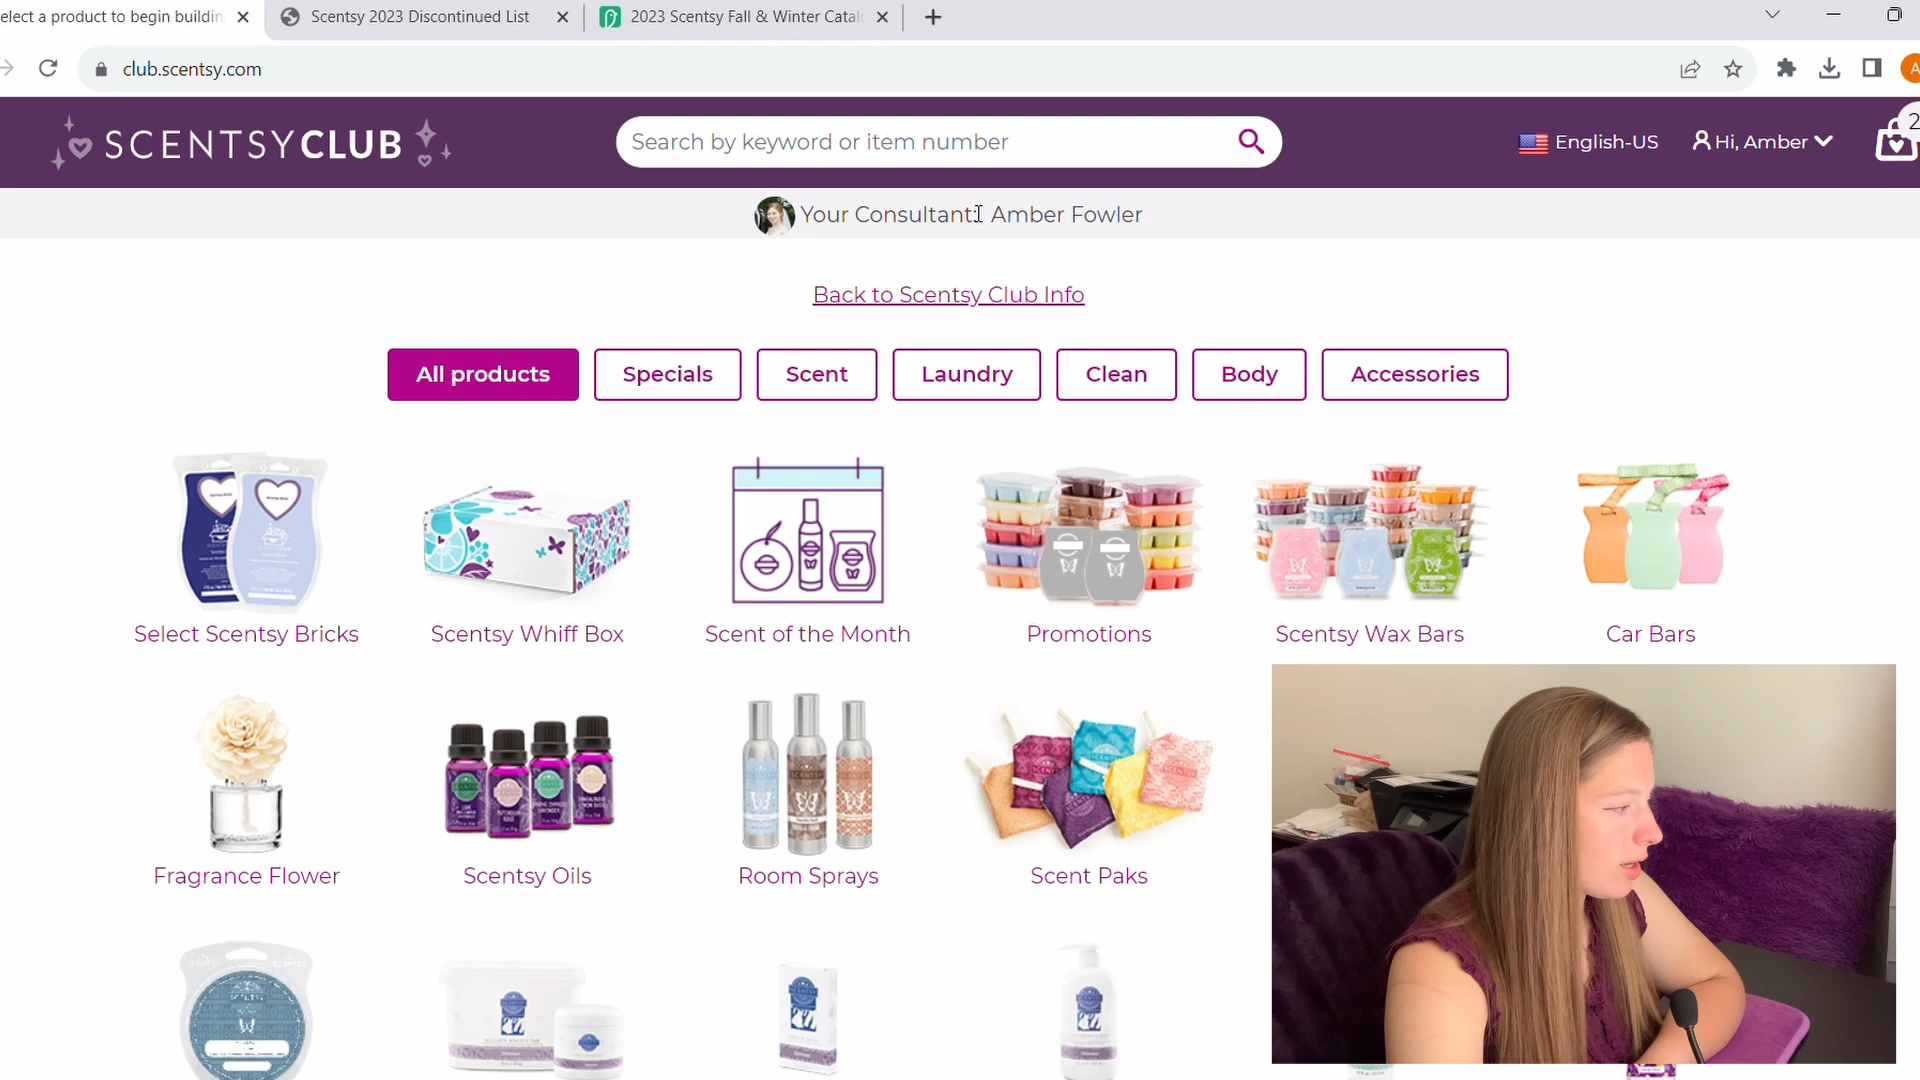 elect a product to begin buildin
Scentsy 2023 Discontinued List
2023 Scentsy Fall & Winter Catal
club.scentsy.com
A
SCENTSYCLUB
Search by keyword or item number
English-US
Hi, Amber
2
Your Consultant: Amber Fowler
Back to Scentsy Club Info
All products
Specials
Scent
Laundry
Clean
Body
Accessories
Select Scentsy Bricks
Scentsy Whiff Box
Scent of the Month
Promotions
Scentsy Wax Bars
Car Bars
Fragrance Flower
Scentsy Oils
Room Sprays
Scent Paks